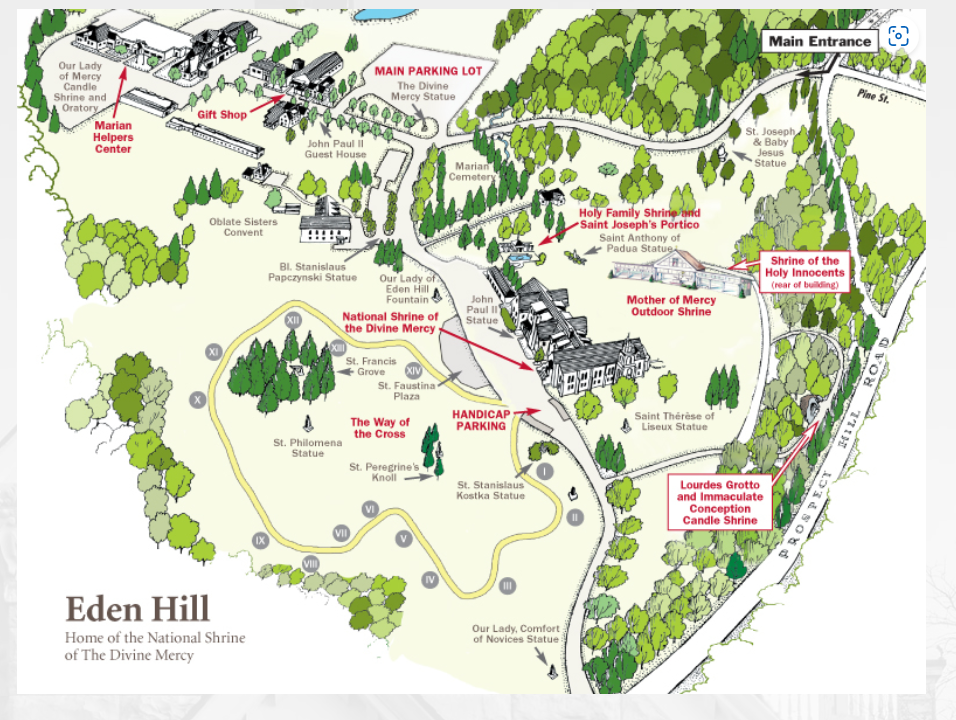 Main Entrance
Pine St.
Our Lady
of Mercy
Candle
Shrine and
Oratory
MAIN PARKING LOT
The Divine
Mercy Statue
Marian
Helpers
Center
Gift Shop
John Paul II
Guest House
St. Joseph
& Baby
Jesus
Statue
Marian
Cemetery
Oblate Sisters
Convent
Holy Family Shrine and
Saint Joseph's Portico
Saint Anthony of
Padua Statue
Bl. Stanislaus
Papczynski Statue
Our Lady of
Eden Hill
Fountain
Shrine of the
Holy Innocents
(rear of building)
John
Paul II
Statue
Mother of Mercy
Outdoor Shrine
National Shrine of
the Divine Mercy
XII
XIII
XI
XIV
X
St. Francis
Grove
St. Faustina
Plaza
The Way of
the Cross
HANDICAP
PARKING
Saint Thérèse of
Liseux Statue
St. Philomena
Statue
St. Peregrine's
Knoll
St. Stanislaus
Kostka Statue
I
II
III
IV
V
VI
VII
VIII
IX
Lourdes Grotto
and Immaculate
Conception
Candle Shrine
PROSPECT HILL ROAD
Our Lady, Comfort
of Novices Statue
Eden Hill
Home of the National Shrine
of The Divine Mercy